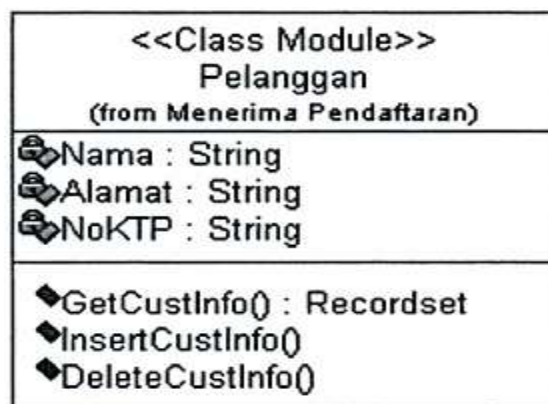 <<Class Module>>
Pelanggan
(from Menerima Pendaftaran)
Nama : String
Alamat : String
NoKTP : String
GetCustInfo() : Recordset
InsertCustInfo()
DeleteCustInfo()